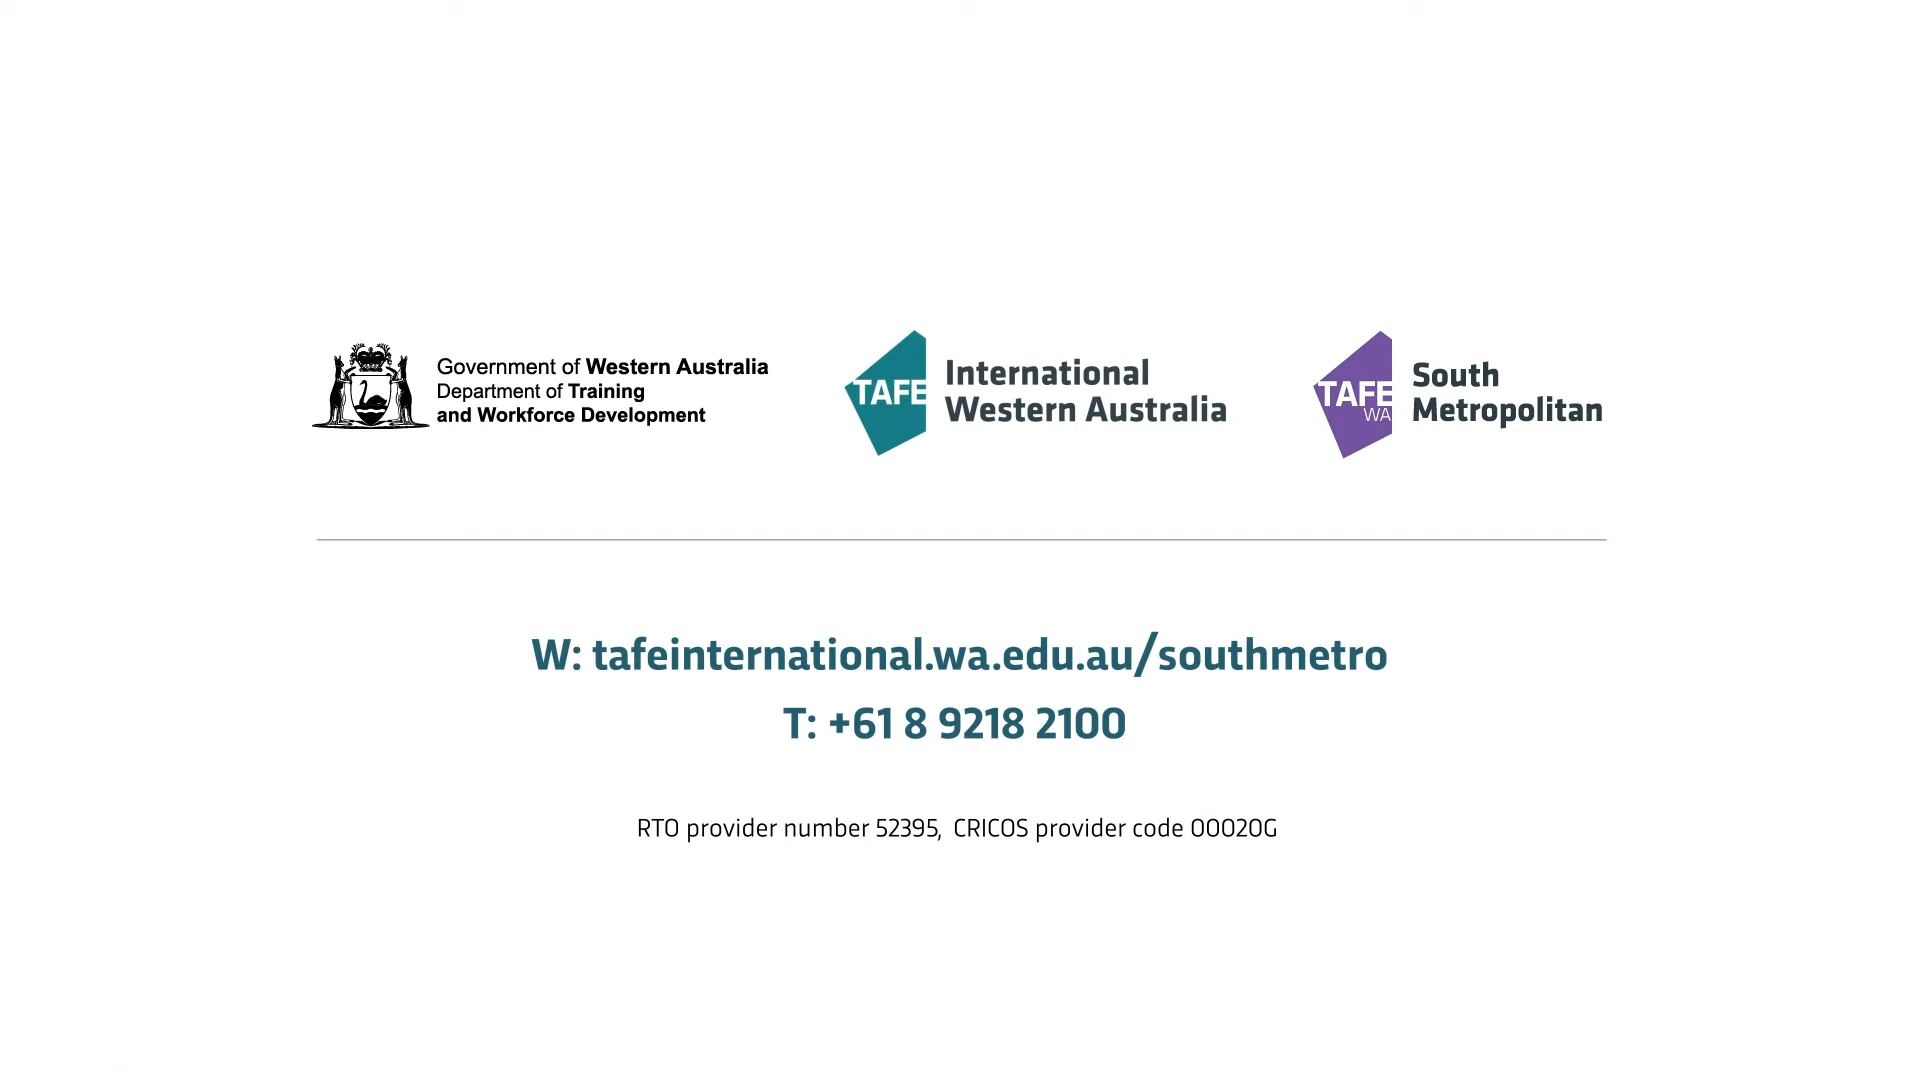 Government of Western Australia
Department of Training
and Workforce Development
TAFE
International
Western Australia
TAFE
WA
South
Metropolitan
W: tafeinternational.wa.edu.au/southmetro
T: +61 8 9218 2100
RTO provider number 52395, CRICOS provider code 00020G